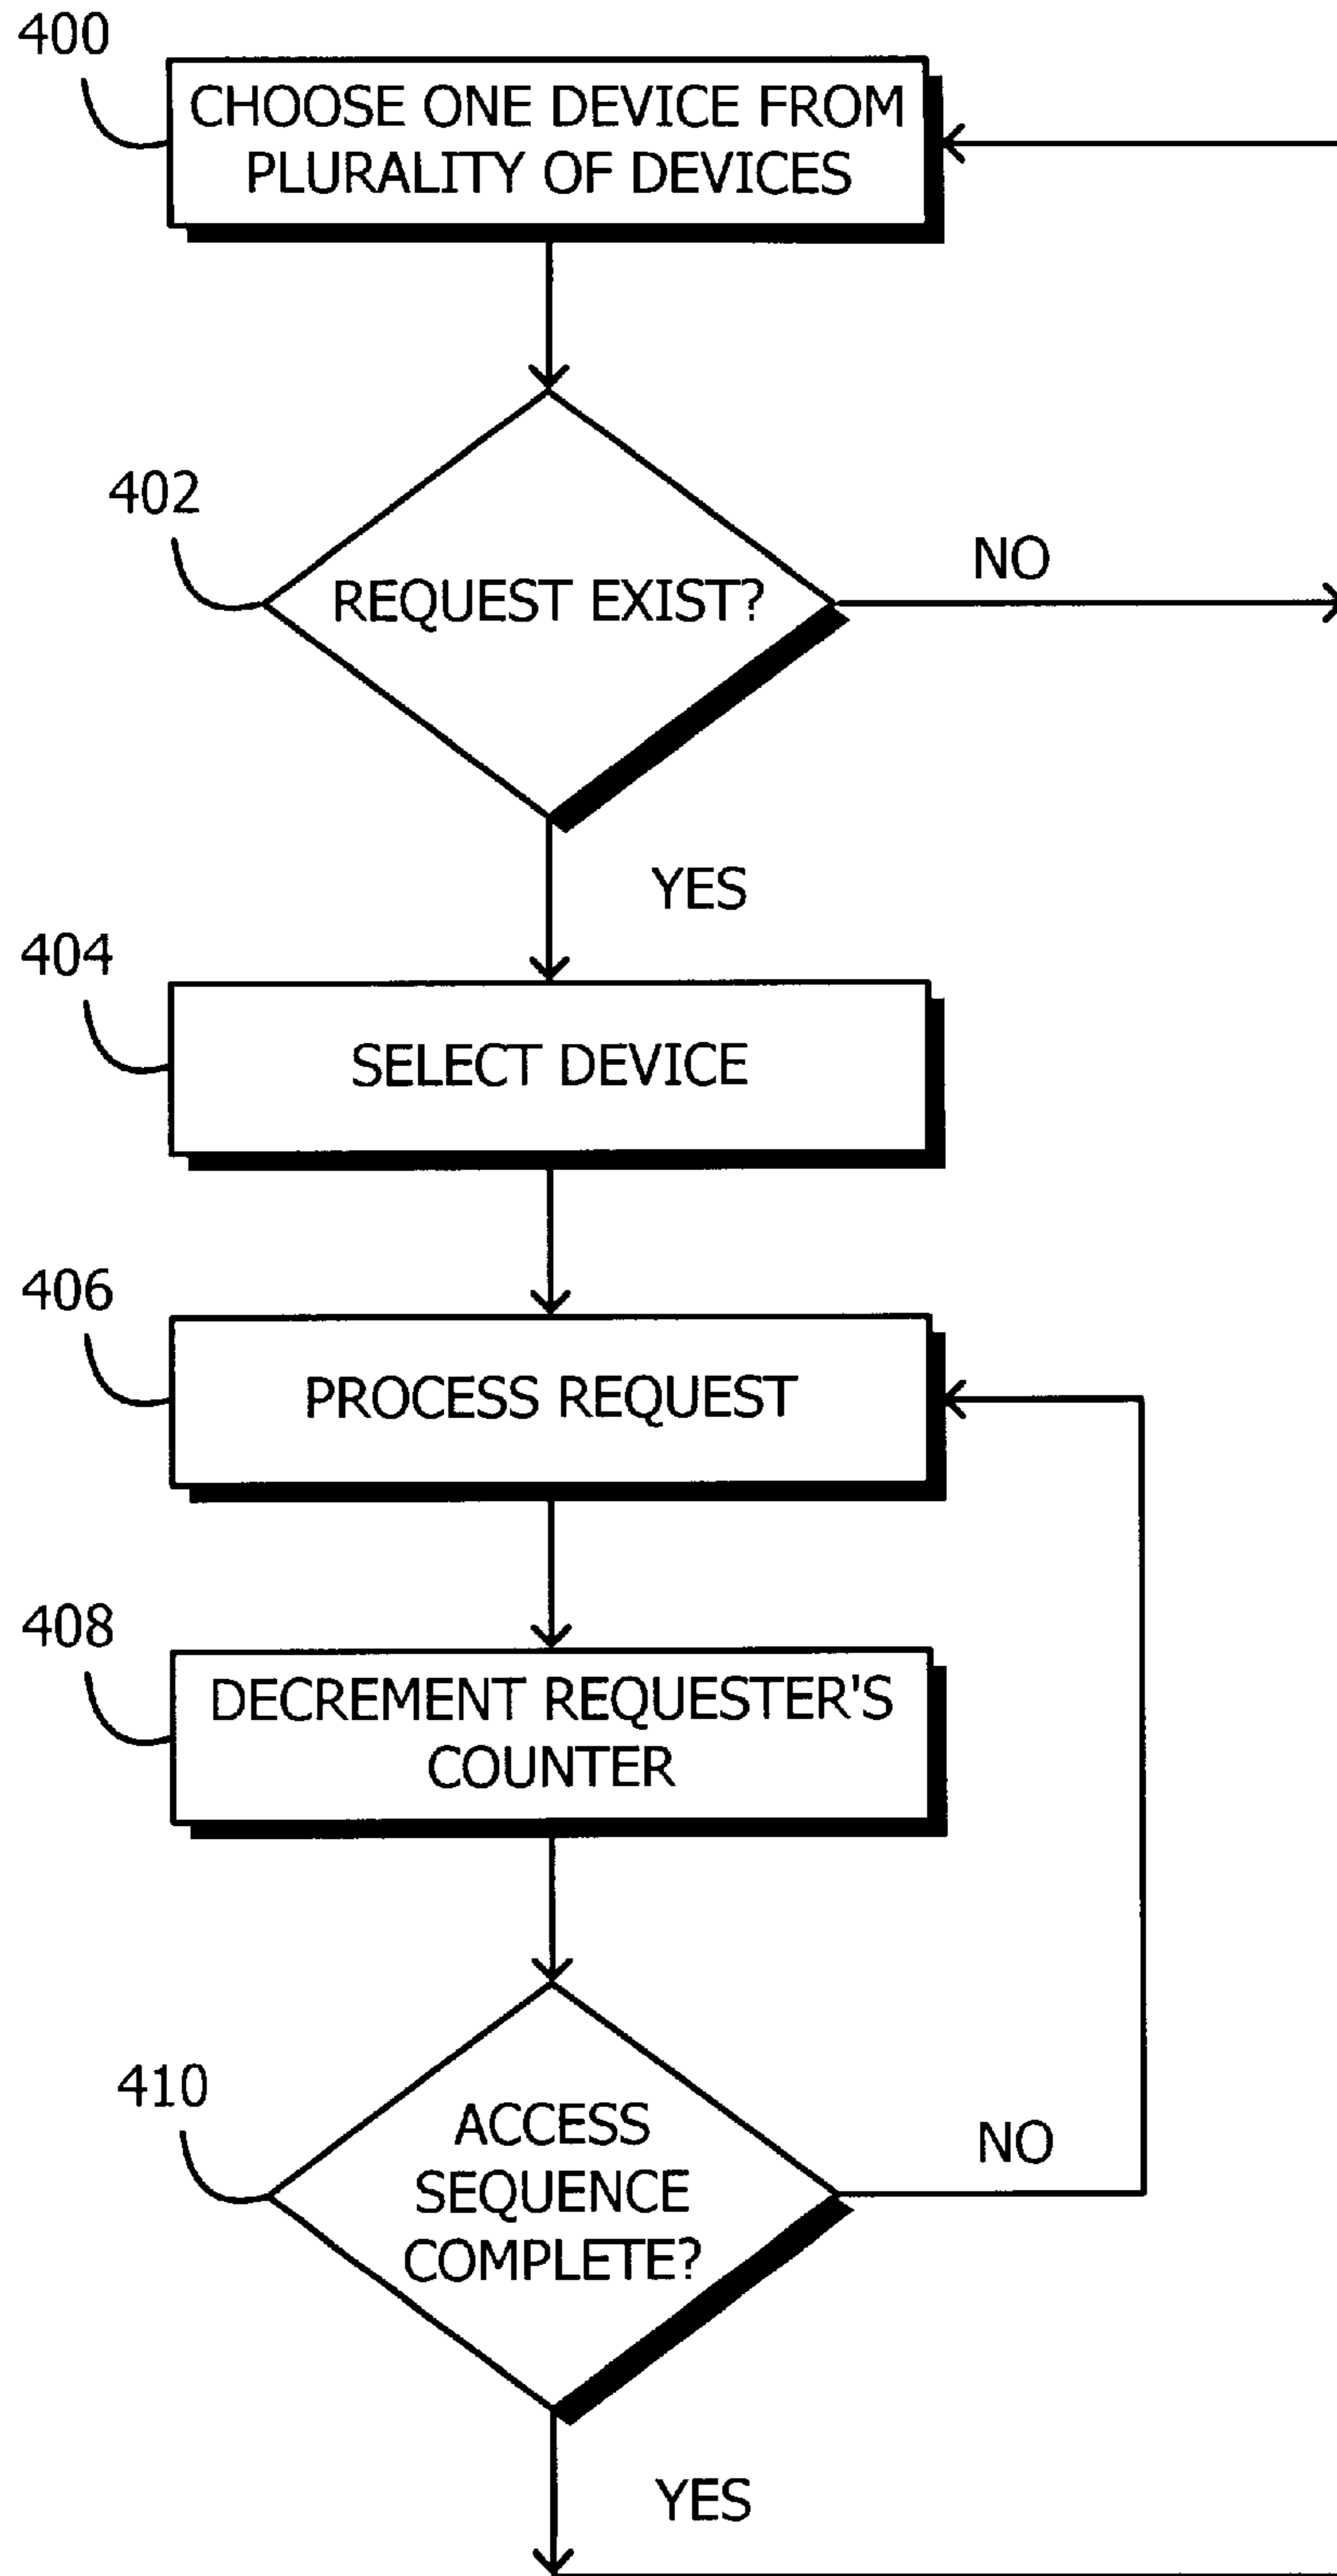 400
CHOOSE ONE DEVICE FROM
PLURALITY OF DEVICES
402
REQUEST EXIST?
NO
YES
404
SELECT DEVICE
406
PROCESS REQUEST
408
DECREMENT REQUESTER'S
COUNTER
410
ACCESS
SEQUENCE
COMPLETE?
NO
YES